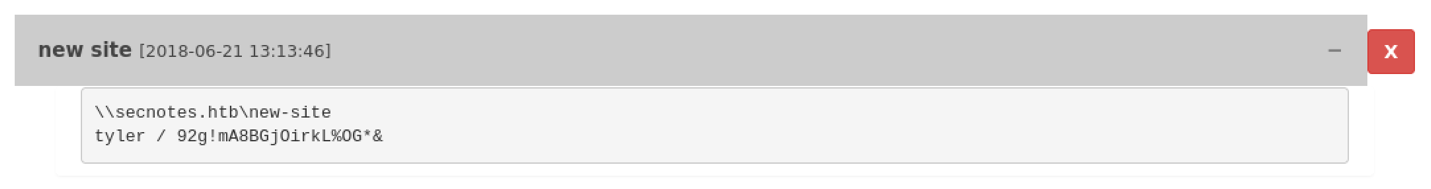 new site [2018-06-21 13:13:46] − X
\\secnotes.htb\new-site
tyler / 92g!mA8BGjOirkL%OG*&